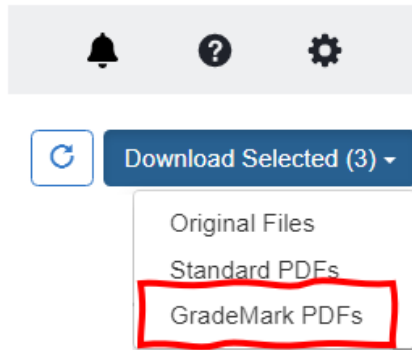 Download Selected (3)
Original Files
Standard PDFs
GradeMark PDFs